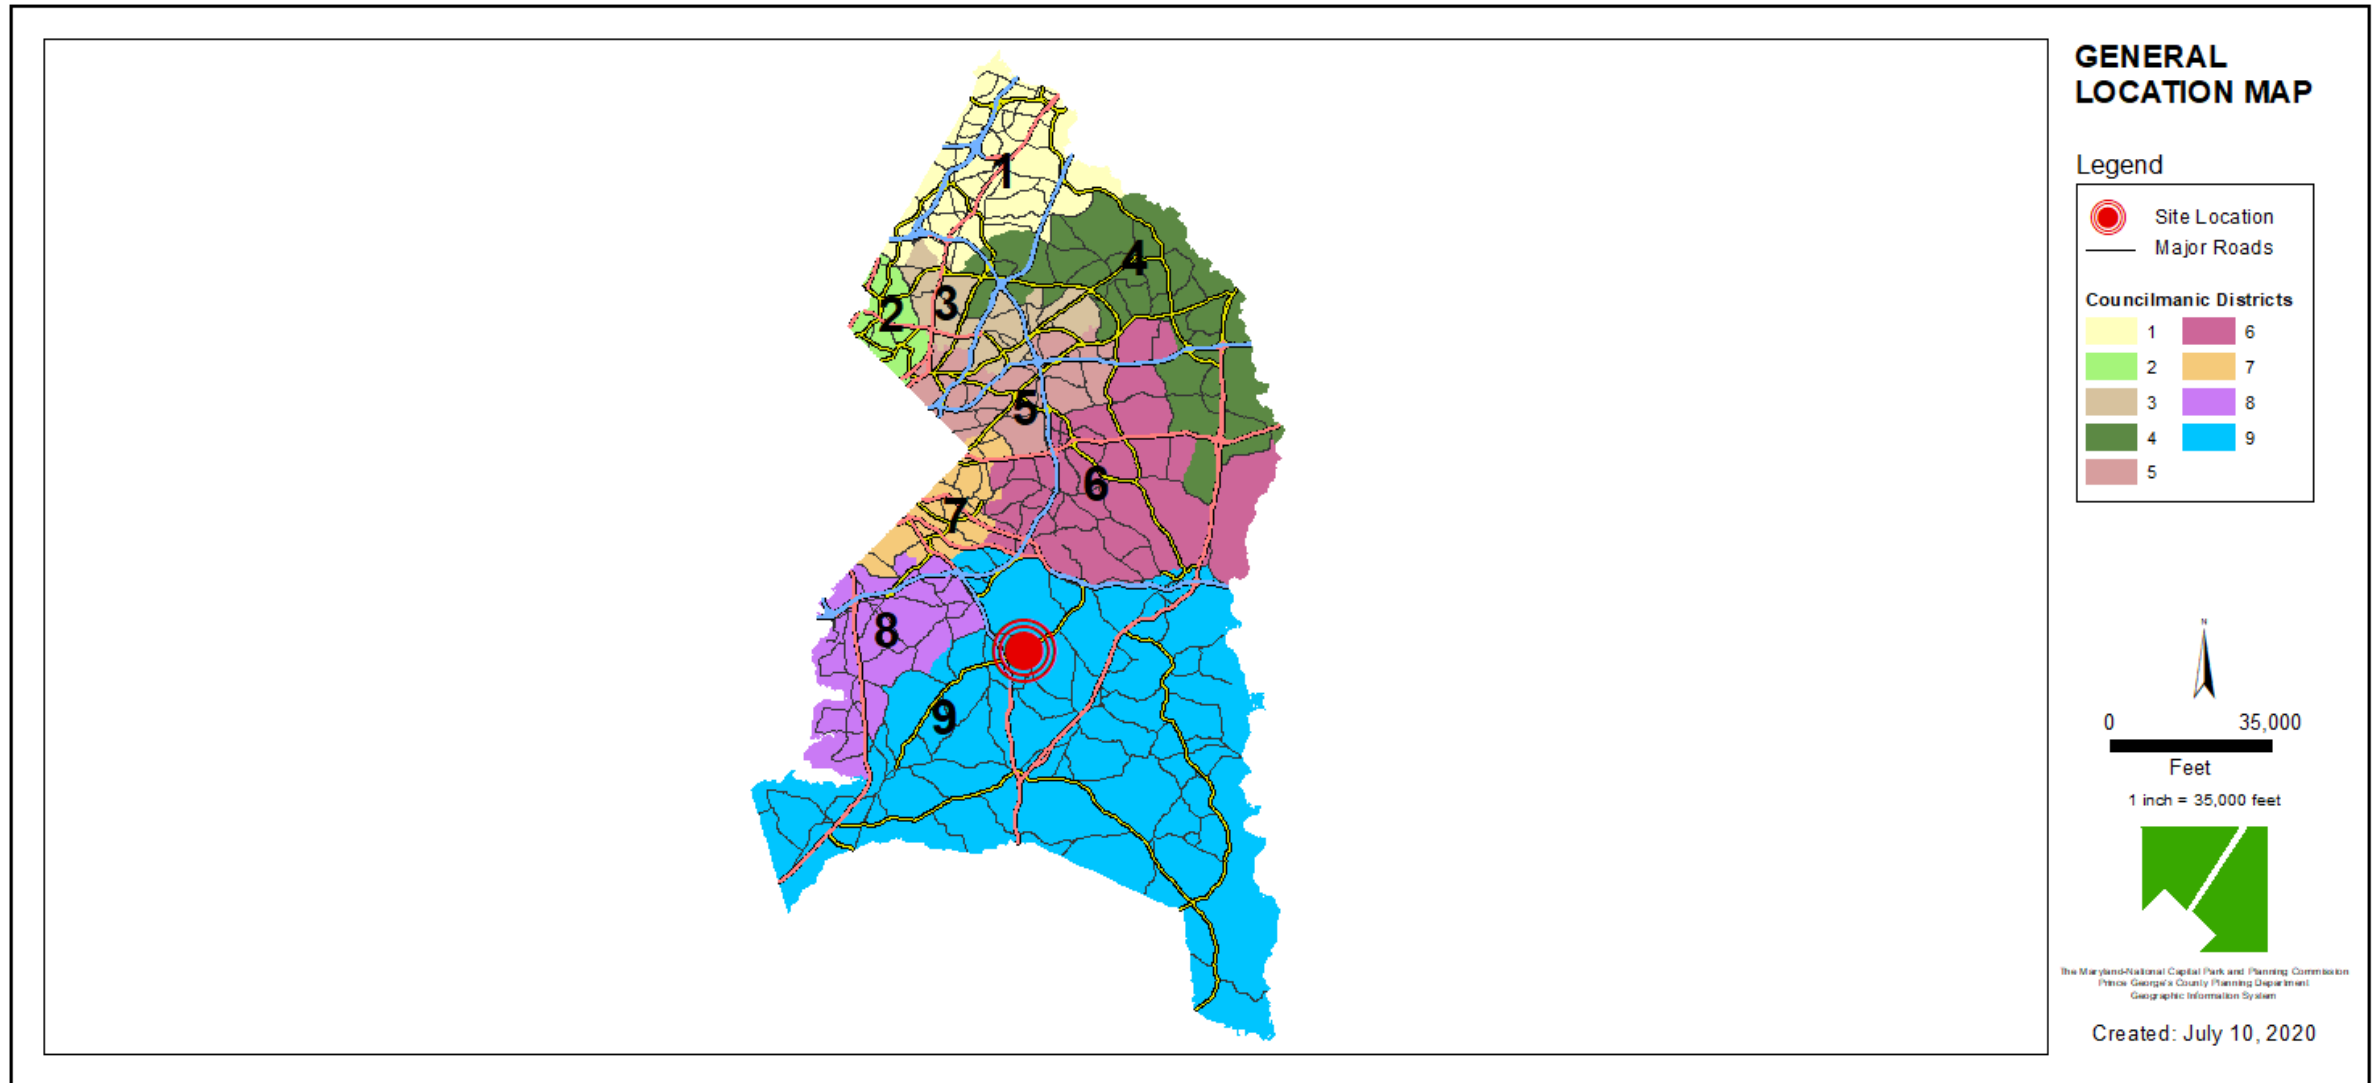 GENERAL
LOCATION MAP
Legend
Site Location
Major Roads
Councilmanic Districts
1 6
2 7
3 8
4 9
5
1
4
3
2
5
6
7
8
9
N
0 35,000
Feet
1 inch = 35,000 feet
The Maryland-National Capital Park and Planning Commission
Prince George's County Planning Department
Geographic Information System
Created: July 10, 2020